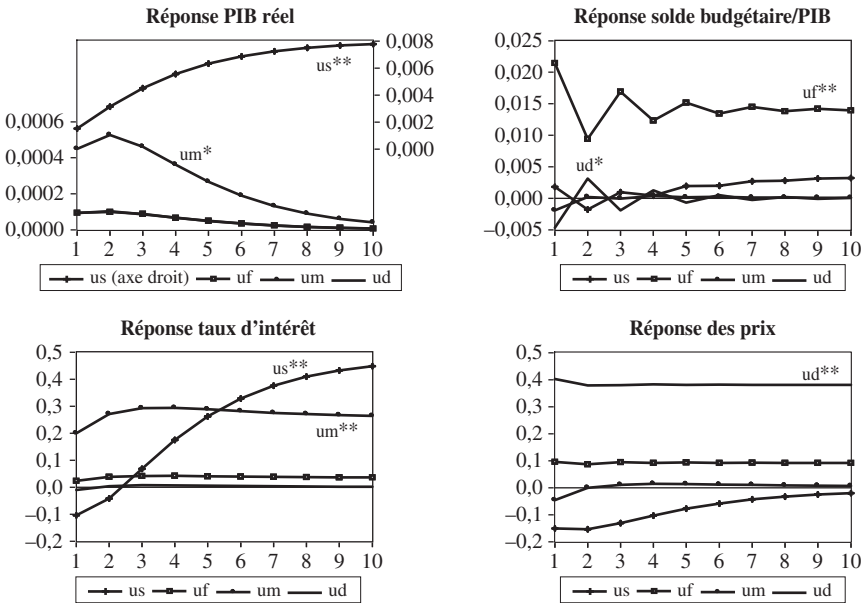 Réponse PIB réel
0,008
0,006
0,004
0,002
0,000
0,0006
0,0004
0,0002
0,0000
us**
um*
1 2 3 4 5 6 7 8 9 10
us (axe droit) uf um ud
Réponse solde budgétaire/PIB
0,025
0,020
0,015
0,010
0,005
0,000
–0,005
uf**
ud*
1 2 3 4 5 6 7 8 9 10
us uf um ud
Réponse taux d'intérêt
0,5
0,4
0,3
0,2
0,1
0,0
–0,1
–0,2
us**
um**
1 2 3 4 5 6 7 8 9 10
us uf um ud
Réponse des prix
0,5
0,4
0,3
0,2
0,1
0,0
–0,1
–0,2
ud**
1 2 3 4 5 6 7 8 9 10
us uf um ud